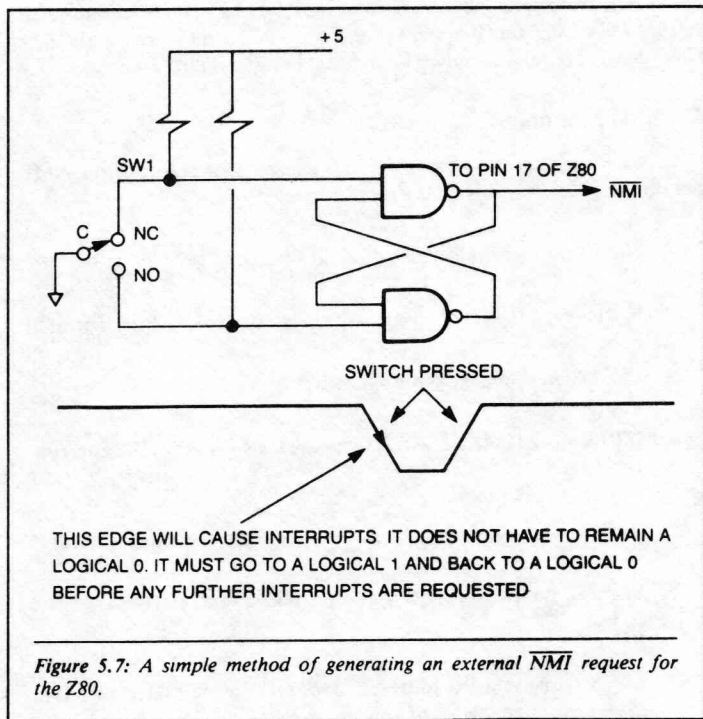 +5
SW1
TO PIN 17 OF Z80
NMI
C
NC
NO
SWITCH PRESSED
THIS EDGE WILL CAUSE INTERRUPTS. IT DOES NOT HAVE TO REMAIN A
LOGICAL 0. IT MUST GO TO A LOGICAL 1 AND BACK TO A LOGICAL 0
BEFORE ANY FURTHER INTERRUPTS ARE REQUESTED
Figure 5.7: A simple method of generating an external NMI request for
the Z80.